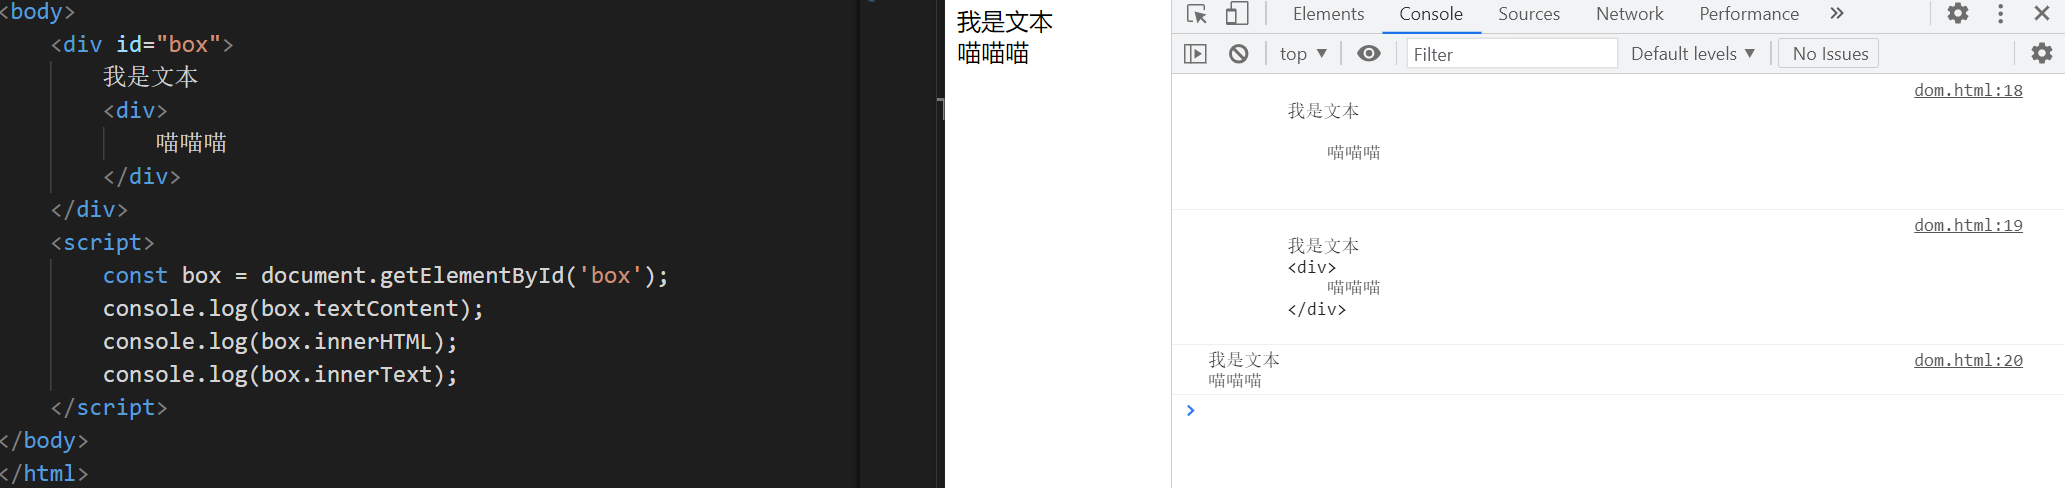 <body>
<div id="box">
我是文本
<div>
喵喵喵
</div>
</div>
<script>
const box = document.getElementById('box');
console.log(box.textContent);
console.log(box.innerHTML);
console.log(box.innerText);
</script>
</body>
</html>
我是文本
喵喵喵
Elements Console Sources Network Performance »
top ▼ Filter Default levels ▼ No Issues
dom.html:18
我是文本
喵喵喵
dom.html:19
我是文本
<div>
喵喵喵
</div>
我是文本 dom.html:20
喵喵喵
>